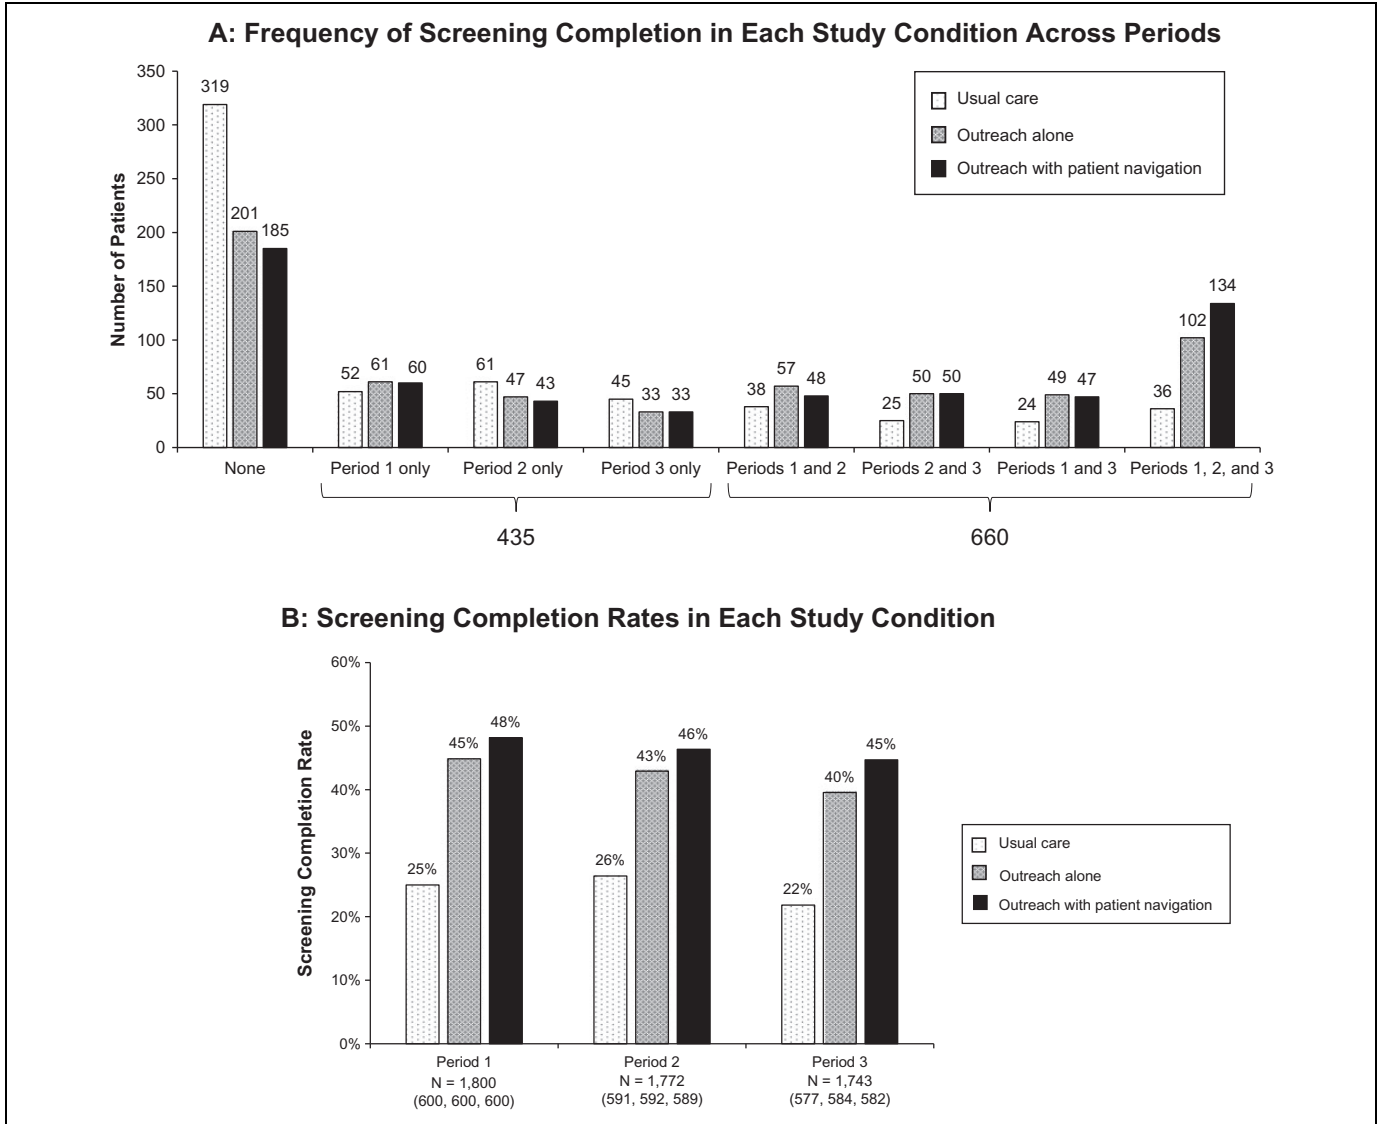 A: Frequency of Screening Completion in Each Study Condition Across Periods
350
300
250
200
150
100
50
0
Number of Patients
319
201
185
52
61
60
61
47
43
45
33
33
38
57
48
25
50
50
24
49
47
36
102
134
Usual care
Outreach alone
Outreach with patient navigation
None
Period 1 only
Period 2 only
Period 3 only
Periods 1 and 2
Periods 2 and 3
Periods 1 and 3
Periods 1, 2, and 3
435
660
B: Screening Completion Rates in Each Study Condition
60%
50%
40%
30%
20%
10%
0%
Screening Completion Rate
25%
45%
48%
26%
43%
46%
22%
40%
45%
Usual care
Outreach alone
Outreach with patient navigation
Period 1
N = 1,800
(600, 600, 600)
Period 2
N = 1,772
(591, 592, 589)
Period 3
N = 1,743
(577, 584, 582)